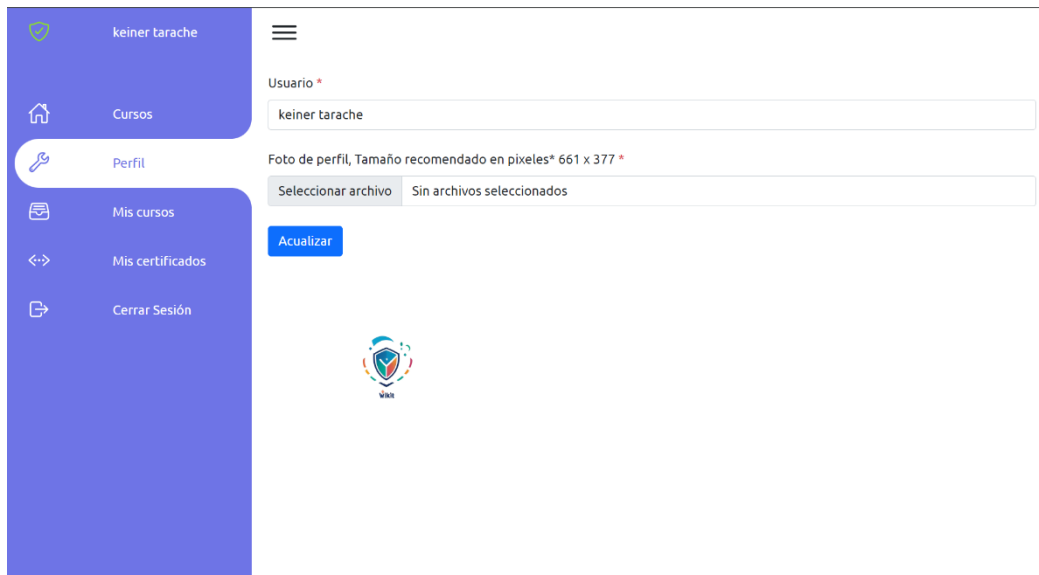 keiner tarache
Cursos
Perfil
Mis cursos
Mis certificados
Cerrar Sesión
Usuario *
keiner tarache
Foto de perfil, Tamaño recomendado en pixeles* 661 x 377 *
Seleccionar archivo Sin archivos seleccionados
Acualizar
Wikit